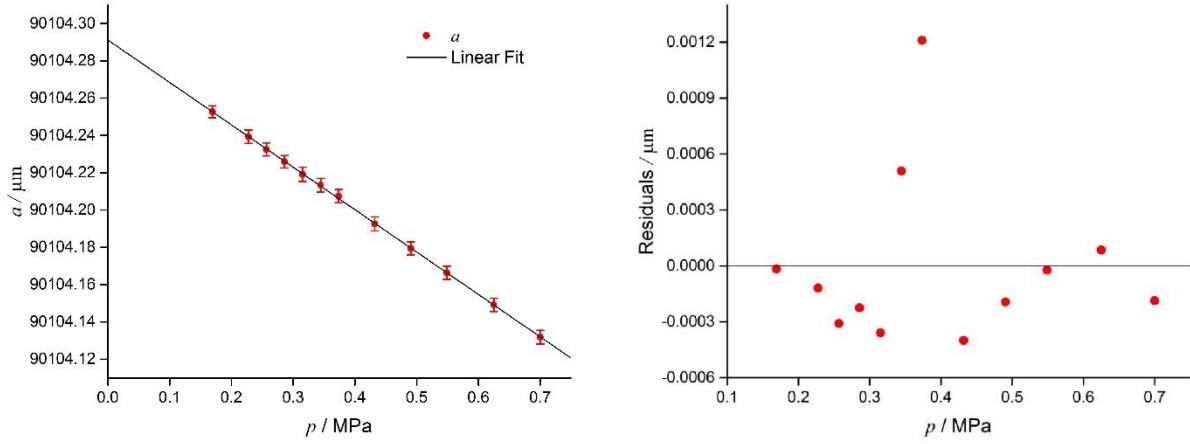 90104.30
90104.28
90104.26
90104.24
90104.22
90104.20
90104.18
90104.16
90104.14
90104.12
a / μm
a
Linear Fit
0.0 0.1 0.2 0.3 0.4 0.5 0.6 0.7
p / MPa
0.0012
0.0009
0.0006
0.0003
0.0000
-0.0003
-0.0006
Residuals / μm
0.1 0.2 0.3 0.4 0.5 0.6 0.7
p / MPa